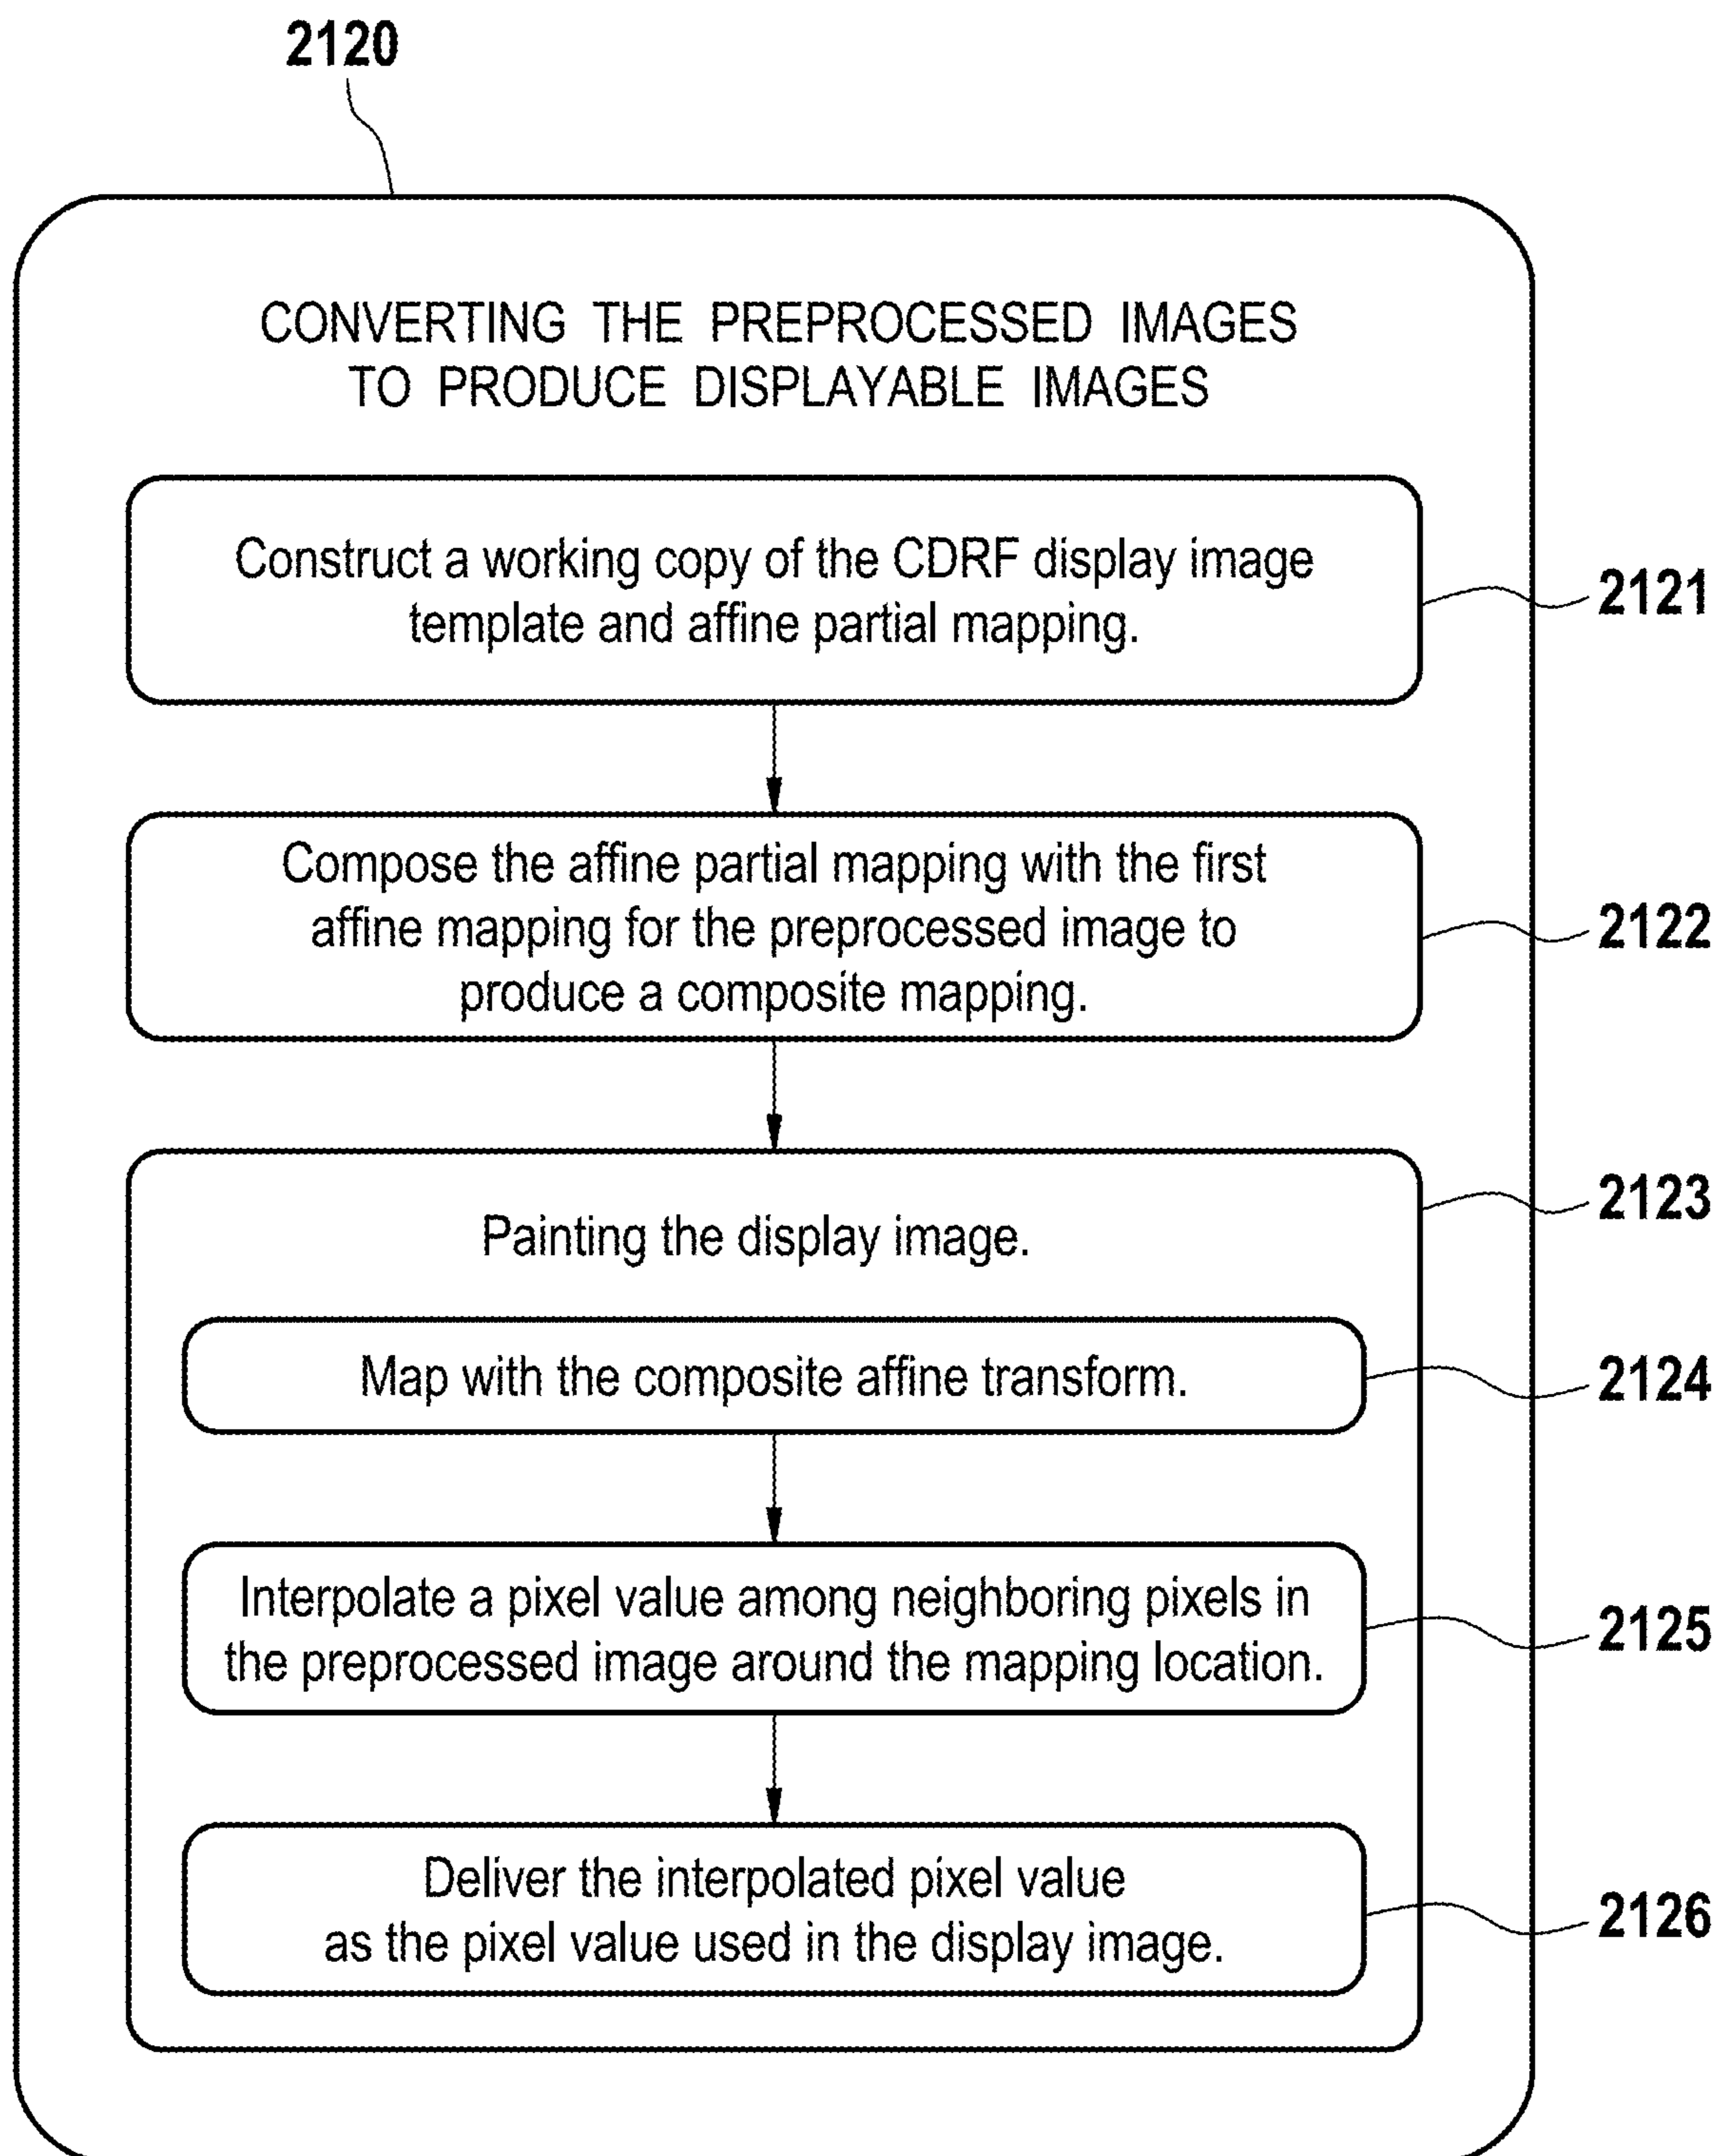 2120
CONVERTING THE PREPROCESSED IMAGES
TO PRODUCE DISPLAYABLE IMAGES
Construct a working copy of the CDRF display image
template and affine partial mapping.
2121
Compose the affine partial mapping with the first
affine mapping for the preprocessed image to
produce a composite mapping.
2122
2123
Painting the display image.
Map with the composite affine transform.
2124
Interpolate a pixel value among neighboring pixels in
the preprocessed image around the mapping location.
2125
Deliver the interpolated pixel value
as the pixel value used in the display image.
2126